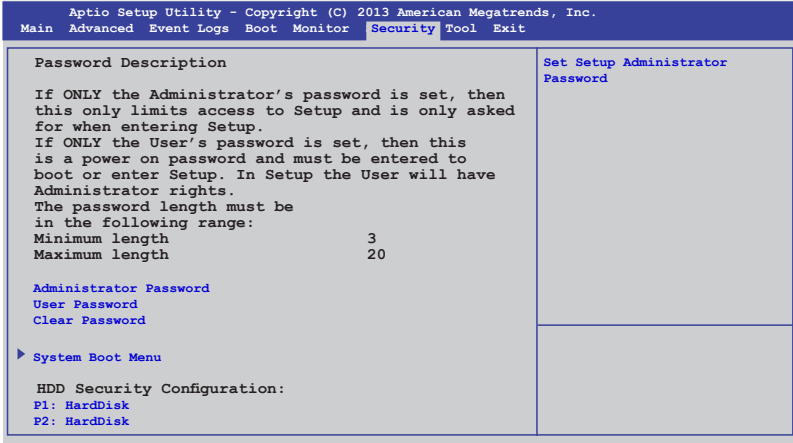 Aptio Setup Utility - Copyright (C) 2013 American Megatrends, Inc.
Main Advanced Event Logs Boot Monitor Security Tool Exit
Password Description
If ONLY the Administrator's password is set, then
this only limits access to Setup and is only asked
for when entering Setup.
If ONLY the User's password is set, then this
is a power on password and must be entered to
boot or enter Setup. In Setup the User will have
Administrator rights.
The password length must be
in the following range:
Minimum length 3
Maximum length 20
Administrator Password
User Password
Clear Password
System Boot Menu
HDD Security Configuration:
P1: HardDisk
P2: HardDisk
Set Setup Administrator
Password